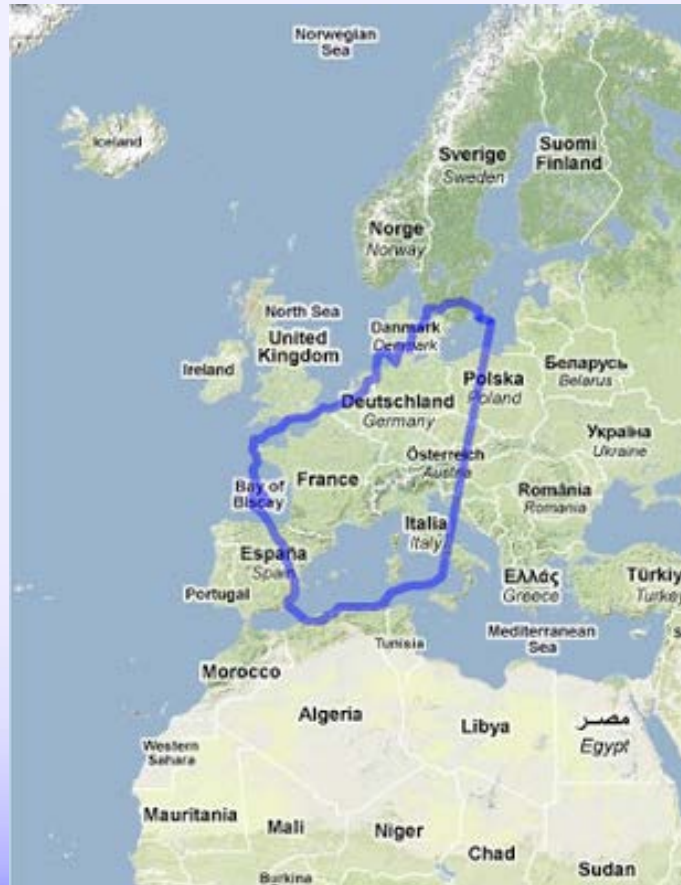 Norwegian
Sea
Iceland
Sverige
Sweden
Suomi
Finland
Norge
Norway
North Sea
United
Kingdom
Ireland
Danmark
Denmark
Беларусь
Belarus
Polska
Poland
Deutschland
Germany
Україна
Ukraine
Österreich
Austria
France
Bay of
Biscay
România
Romania
Italia
Italy
España
Spain
Portugal
Ελλάς
Greece
Türkiy
Turkey
Mediterranean
Sea
Tunisia
Morocco
Algeria
Libya
مصر
Egypt
Western
Sahara
Mauritania
Mali
Niger
Chad
Sudan
Burkina